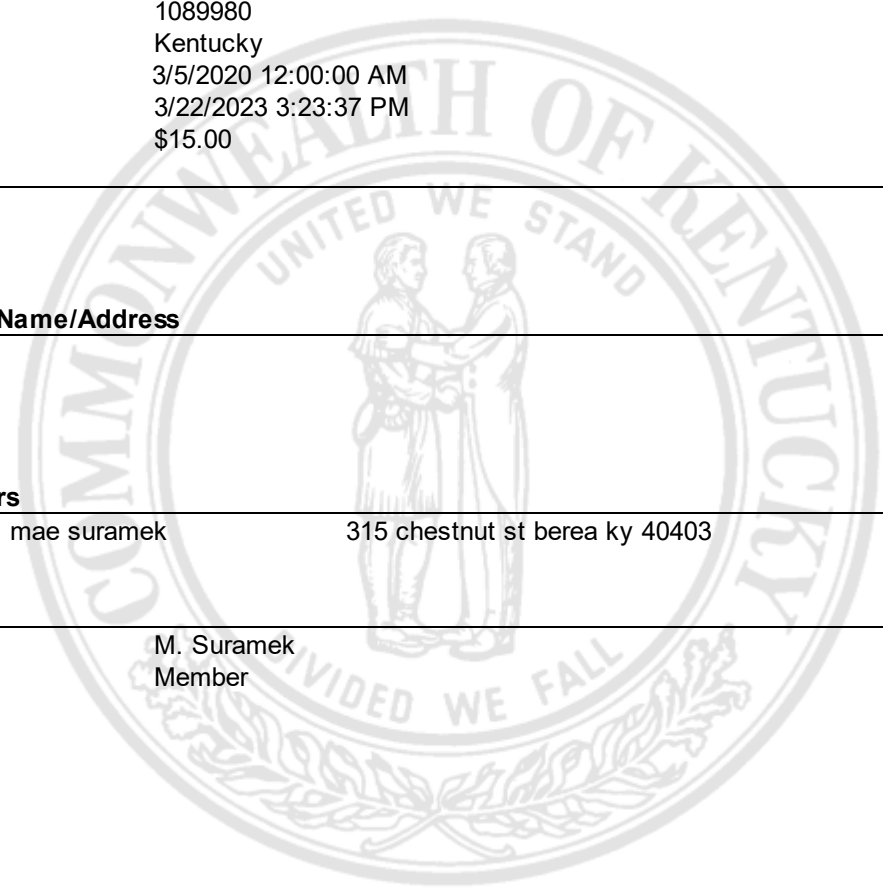 1089980
Kentucky
3/5/2020 12:00:00 AM
3/22/2023 3:23:37 PM
$15.00
COMMONWEALTH OF KENTUCKY
UNITED WE STAND
Name/Address
rs
mae suramek 315 chestnut st berea ky 40403
M. Suramek
Member
DIVIDED WE FALL